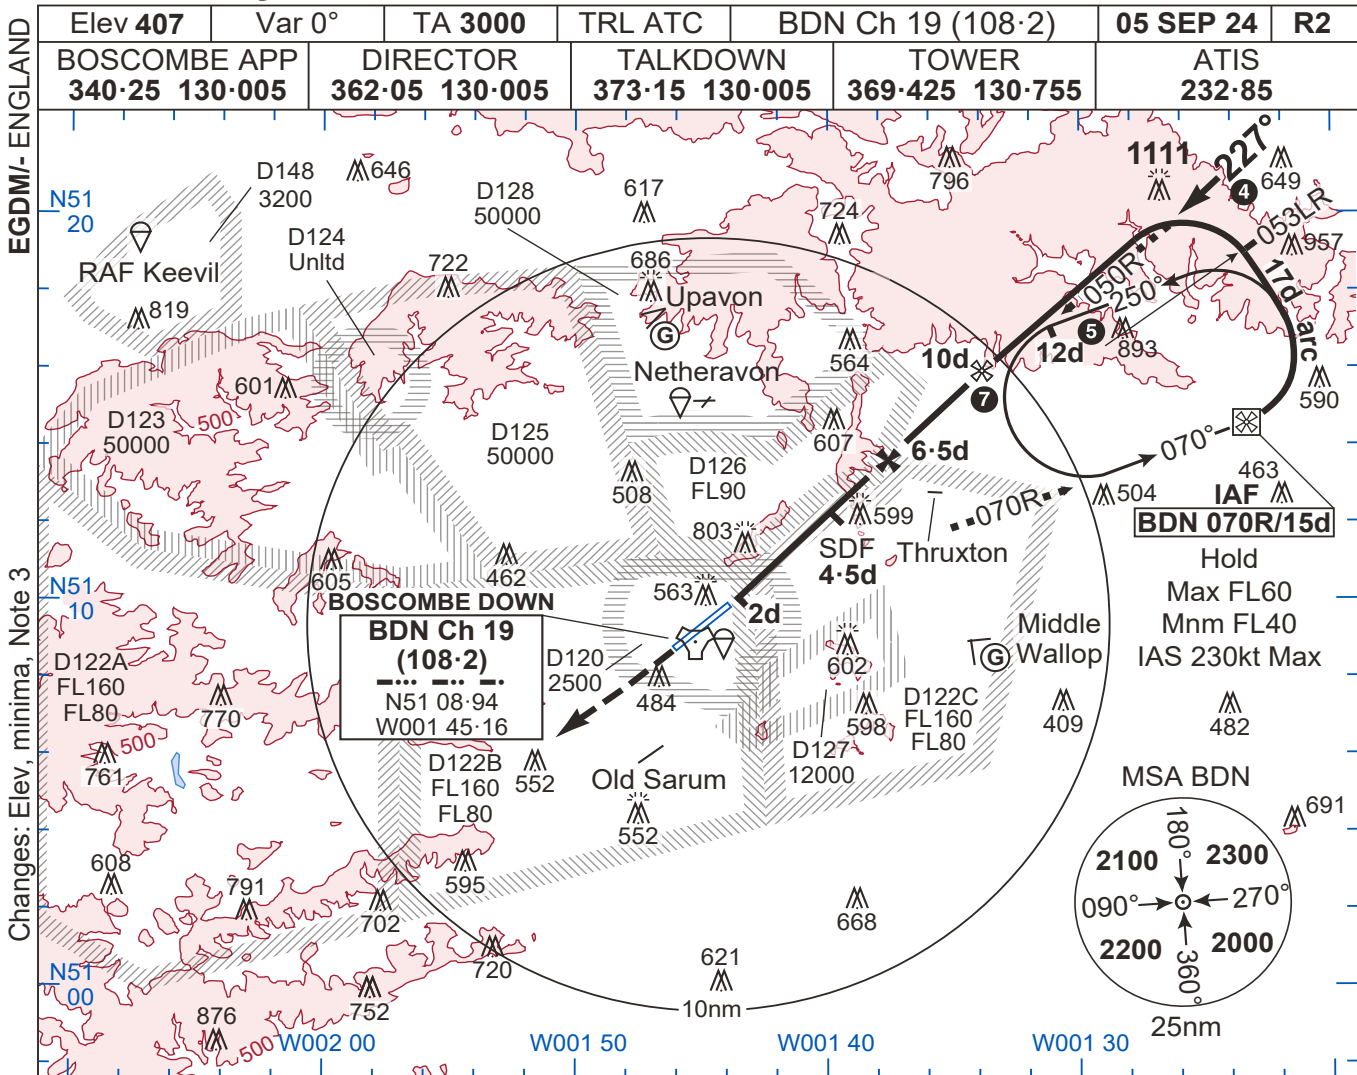 Elev 407
Var 0°
TA 3000
TRL ATC
BDN Ch 19 (108·2)
05 SEP 24
R2
BOSCOMBE APP
340·25 130·005
DIRECTOR
362·05 130·005
TALKDOWN
373·15 130·005
TOWER
369·425 130·755
ATIS
232·85
EGDM/- ENGLAND
Changes: Elev, minima, Note 3
N51
20
D148
3200
646
D128
50000
617
796
1111
227°
4
649
053LR
957
RAF Keevil
819
D124
Unltd
722
686
Upavon
G
724
050R
250°
17d arc
5
893
12d
10d
7
564
590
Netheravon
601
500
D123
50000
D125
50000
607
6·5d
070°
D126
FL90
508
599
070R
504
463
IAF
BDN 070R/15d
803
SDF
4·5d
Thruxton
Hold
Max FL60
Mnm FL40
IAS 230kt Max
605
462
563
2d
N51
10
BOSCOMBE DOWN
BDN Ch 19
(108·2)
N51 08·94
W001 45·16
D120
2500
484
602
598
D127
12000
D122C
FL160
FL80
G
Middle
Wallop
409
482
D122A
FL160
FL80
770
500
761
D122B
FL160
FL80
552
Old Sarum
552
MSA BDN
691
180°
2100
2300
090°
270°
2200
2000
360°
25nm
608
791
595
702
668
720
621
10nm
N51
00
752
876
500
W002 00
W001 50
W001 40
W001 30